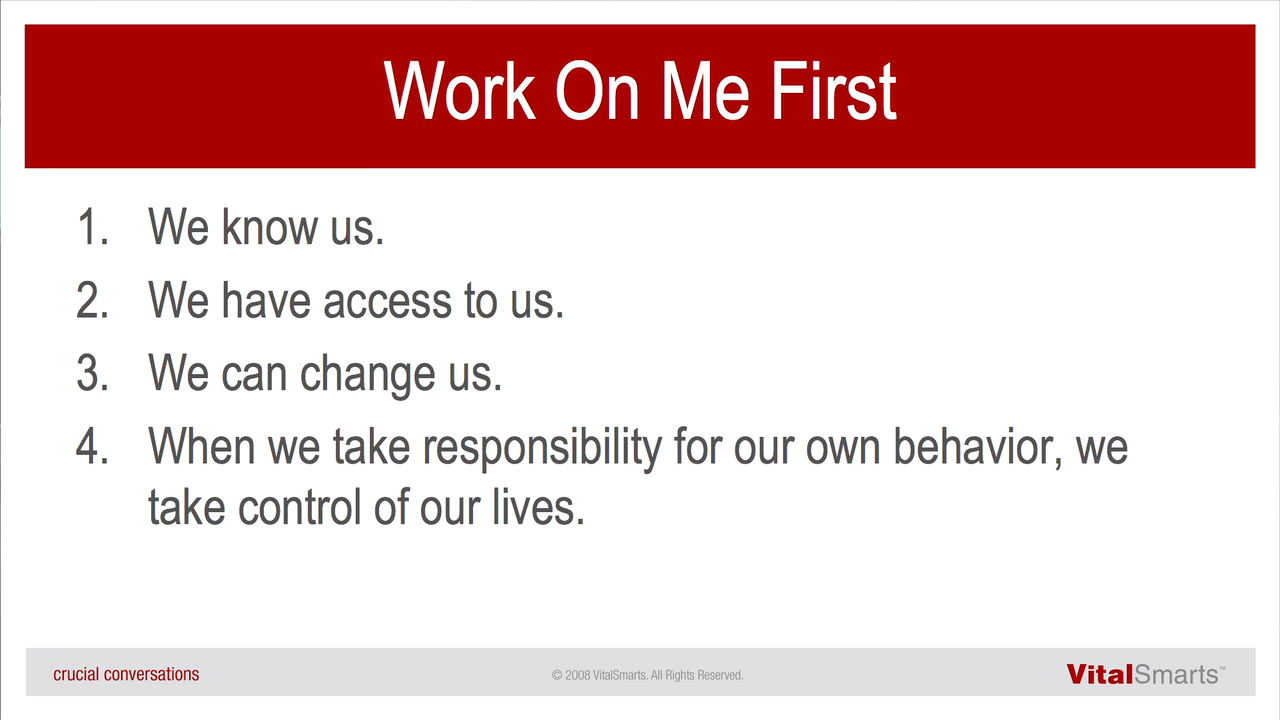 Work On Me First
1. We know us.
2. We have access to us.
3. We can change us.
4. When we take responsibility for our own behavior, we
take control of our lives.
crucial conversations
© 2008 VitalSmarts. All Rights Reserved.
VitalSmarts™